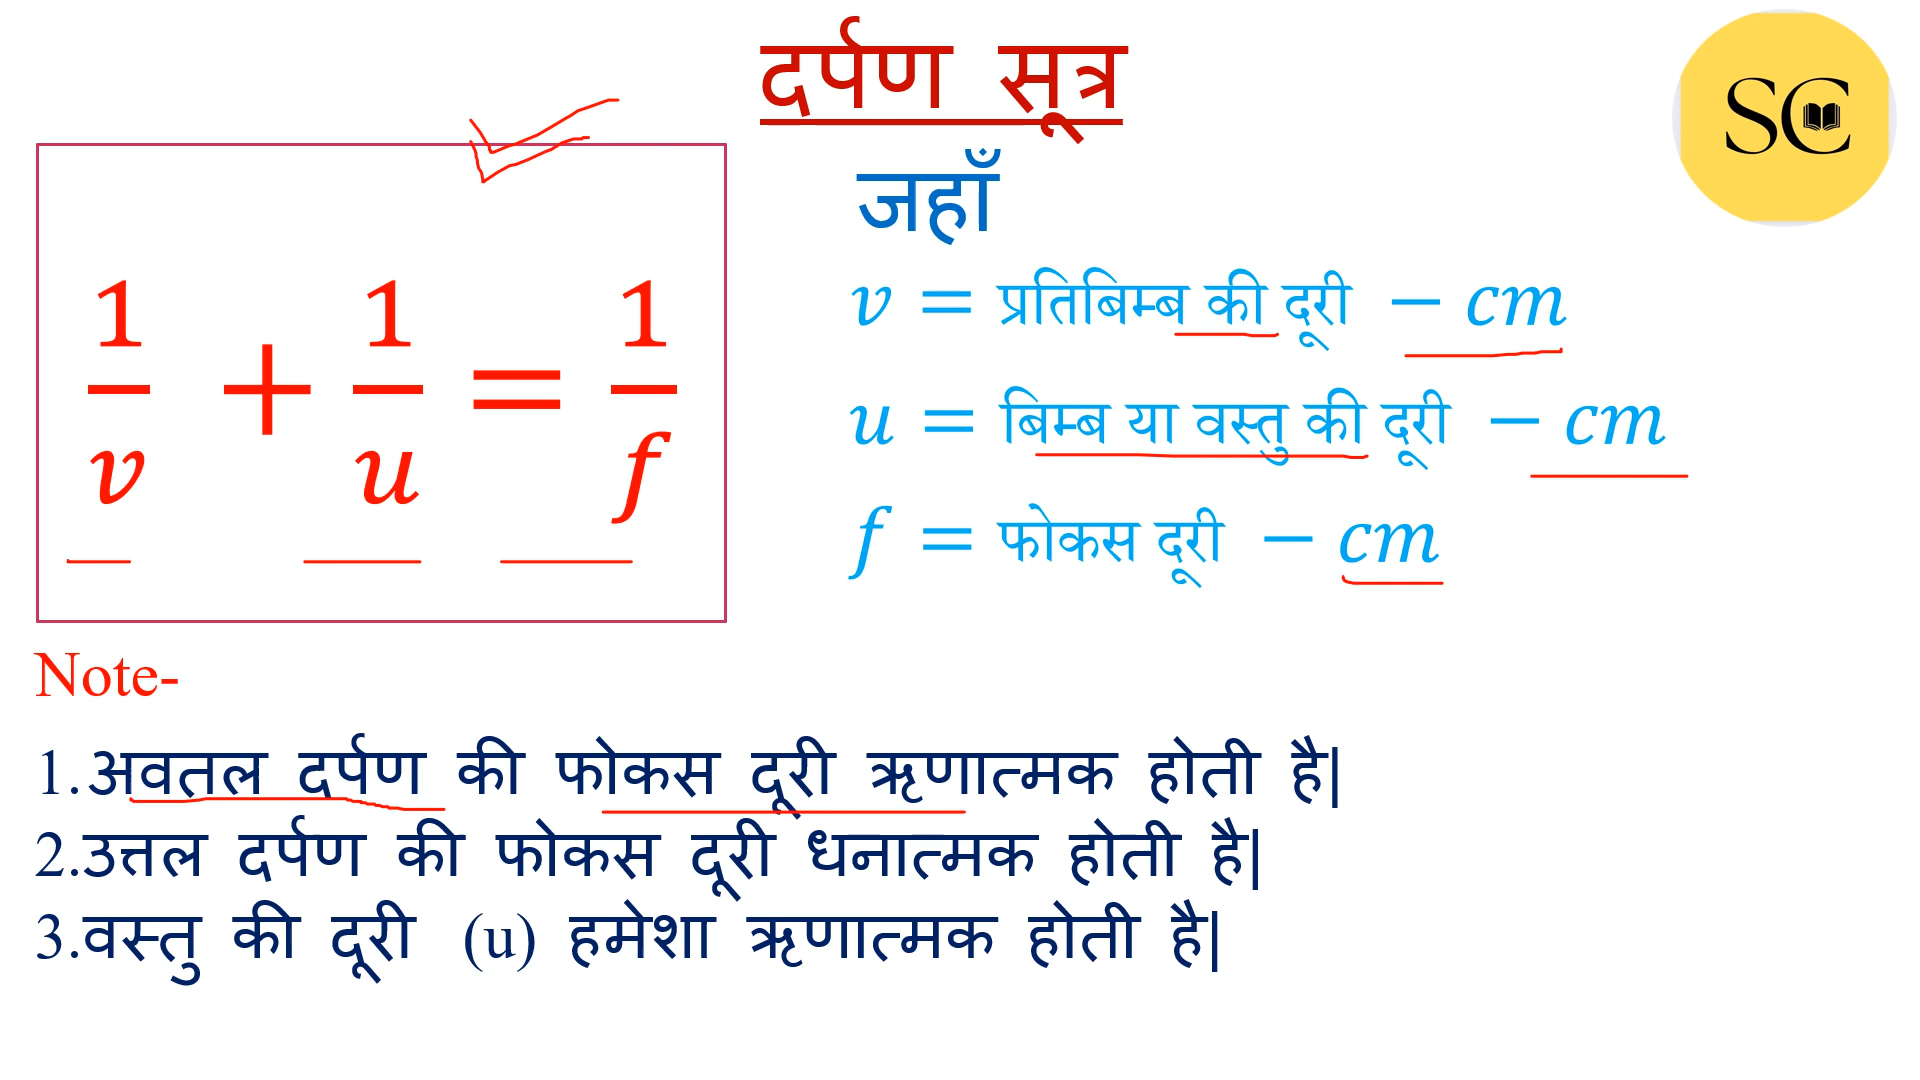 दर्पण सूत्र
SC
जहाँ
1/v + 1/u = 1/f
v = प्रतिबिम्ब की दूरी − cm
u = बिम्ब या वस्तु की दूरी − cm
f = फोकस दूरी − cm
Note-
1.अवतल दर्पण की फोकस दूरी ऋणात्मक होती है|
2.उत्तल दर्पण की फोकस दूरी धनात्मक होती है|
3.वस्तु की दूरी (u) हमेशा ऋणात्मक होती है|